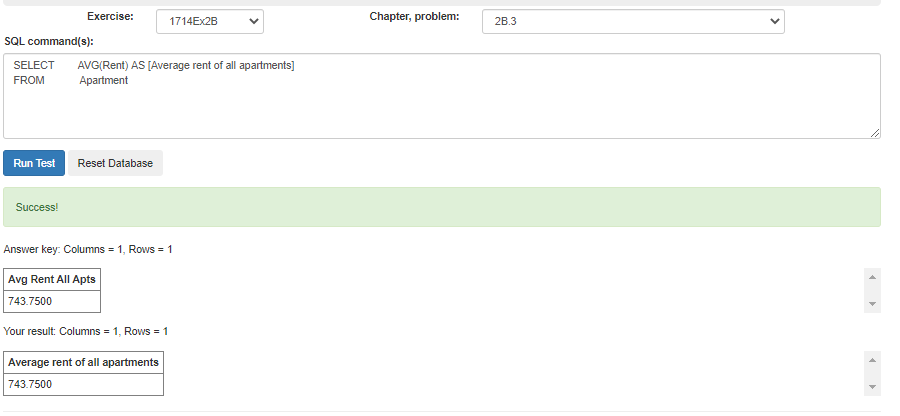 Exercise: 1714Ex2B Chapter, problem: 2B.3
SQL command(s):
SELECT AVG(Rent) AS [Average rent of all apartments]
FROM Apartment
Run Test Reset Database
Success!
Answer key: Columns = 1, Rows = 1
Avg Rent All Apts
743.7500
Your result: Columns = 1, Rows = 1
Average rent of all apartments
743.7500